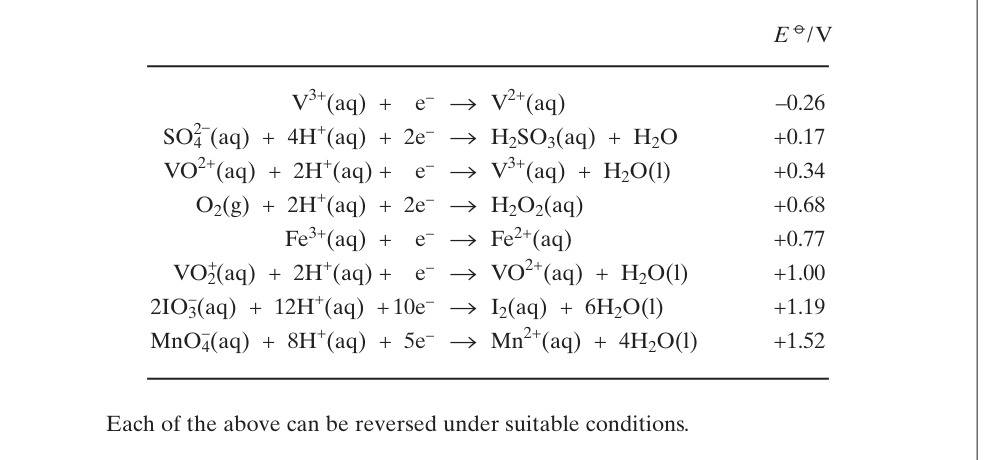 E⦵/V
V³⁺(aq) + e⁻ → V²⁺(aq) –0.26
SO₄²⁻(aq) + 4H⁺(aq) + 2e⁻ → H₂SO₃(aq) + H₂O +0.17
VO²⁺(aq) + 2H⁺(aq) + e⁻ → V³⁺(aq) + H₂O(l) +0.34
O₂(g) + 2H⁺(aq) + 2e⁻ → H₂O₂(aq) +0.68
Fe³⁺(aq) + e⁻ → Fe²⁺(aq) +0.77
VO₂⁺(aq) + 2H⁺(aq) + e⁻ → VO²⁺(aq) + H₂O(l) +1.00
2IO₃⁻(aq) + 12H⁺(aq) +10e⁻ → I₂(aq) + 6H₂O(l) +1.19
MnO₄⁻(aq) + 8H⁺(aq) + 5e⁻ → Mn²⁺(aq) + 4H₂O(l) +1.52
Each of the above can be reversed under suitable conditions.